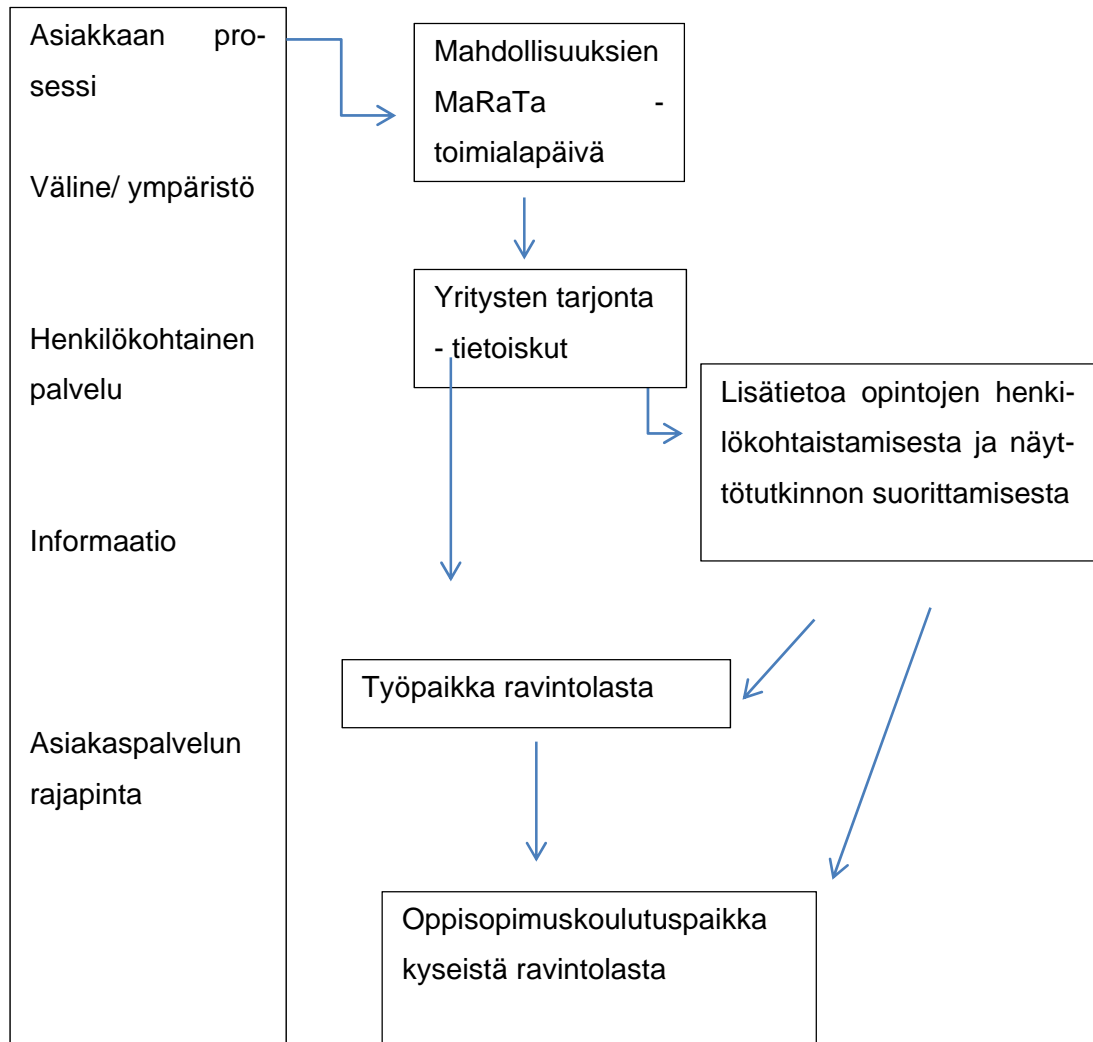 Asiakkaan pro-
sessi
Väline/ ympäristö
Henkilökohtainen
palvelu
Informaatio
Asiakaspalvelun
rajapinta
Mahdollisuuksien
MaRaTa -
toimialapäivä
Yritysten tarjonta
- tietoiskut
Lisätietoa opintojen henki-
lökohtaistamisesta ja näyt-
tötutkinnon suorittamisesta
Työpaikka ravintolasta
Oppisopimuskoulutuspaikka
kyseistä ravintolasta